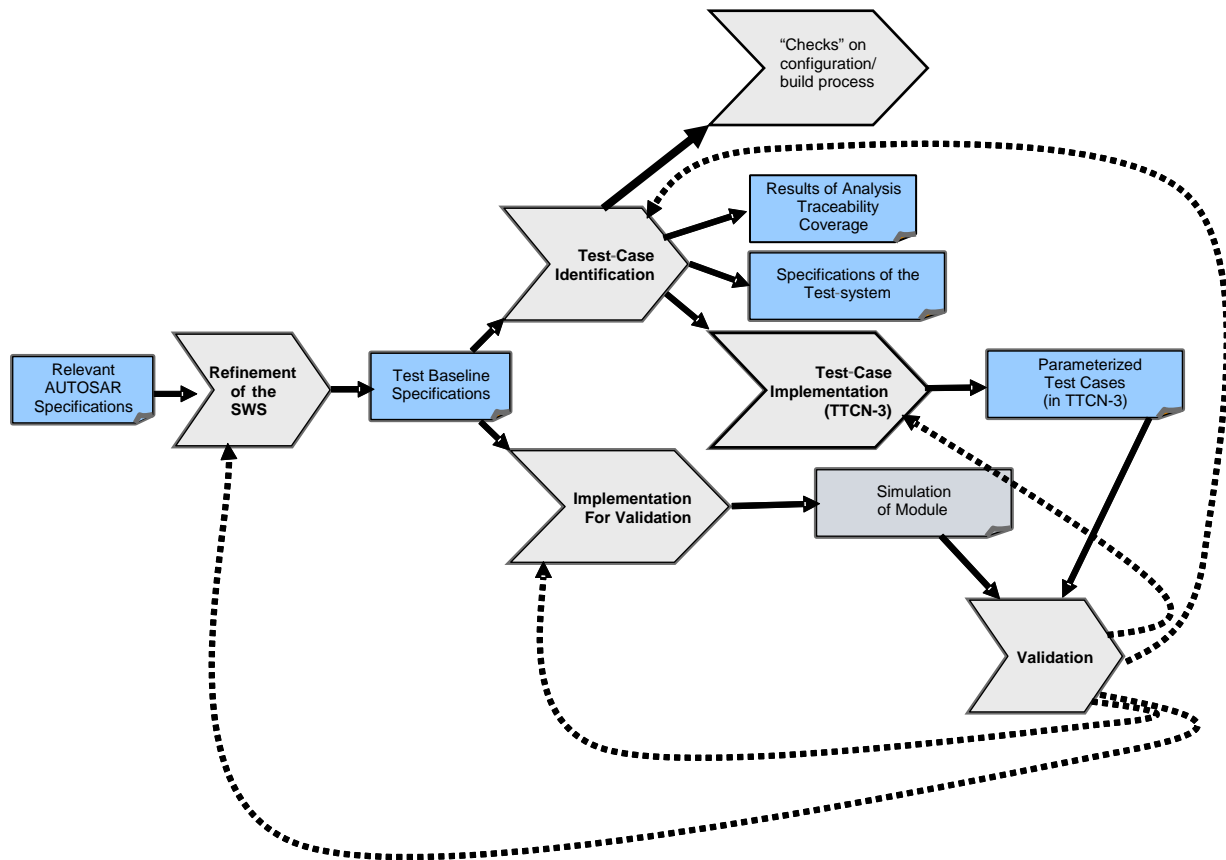 “Checks” on
configuration/
build process
Results of Analysis
Traceability
Coverage
Test-Case
Identification
Specifications of the
Test-system
Relevant
AUTOSAR
Specifications
Refinement
of the
SWS
Test Baseline
Specifications
Test-Case
Implementation
(TTCN-3)
Parameterized
Test Cases
(in TTCN-3)
Implementation
For Validation
Simulation
of Module
Validation